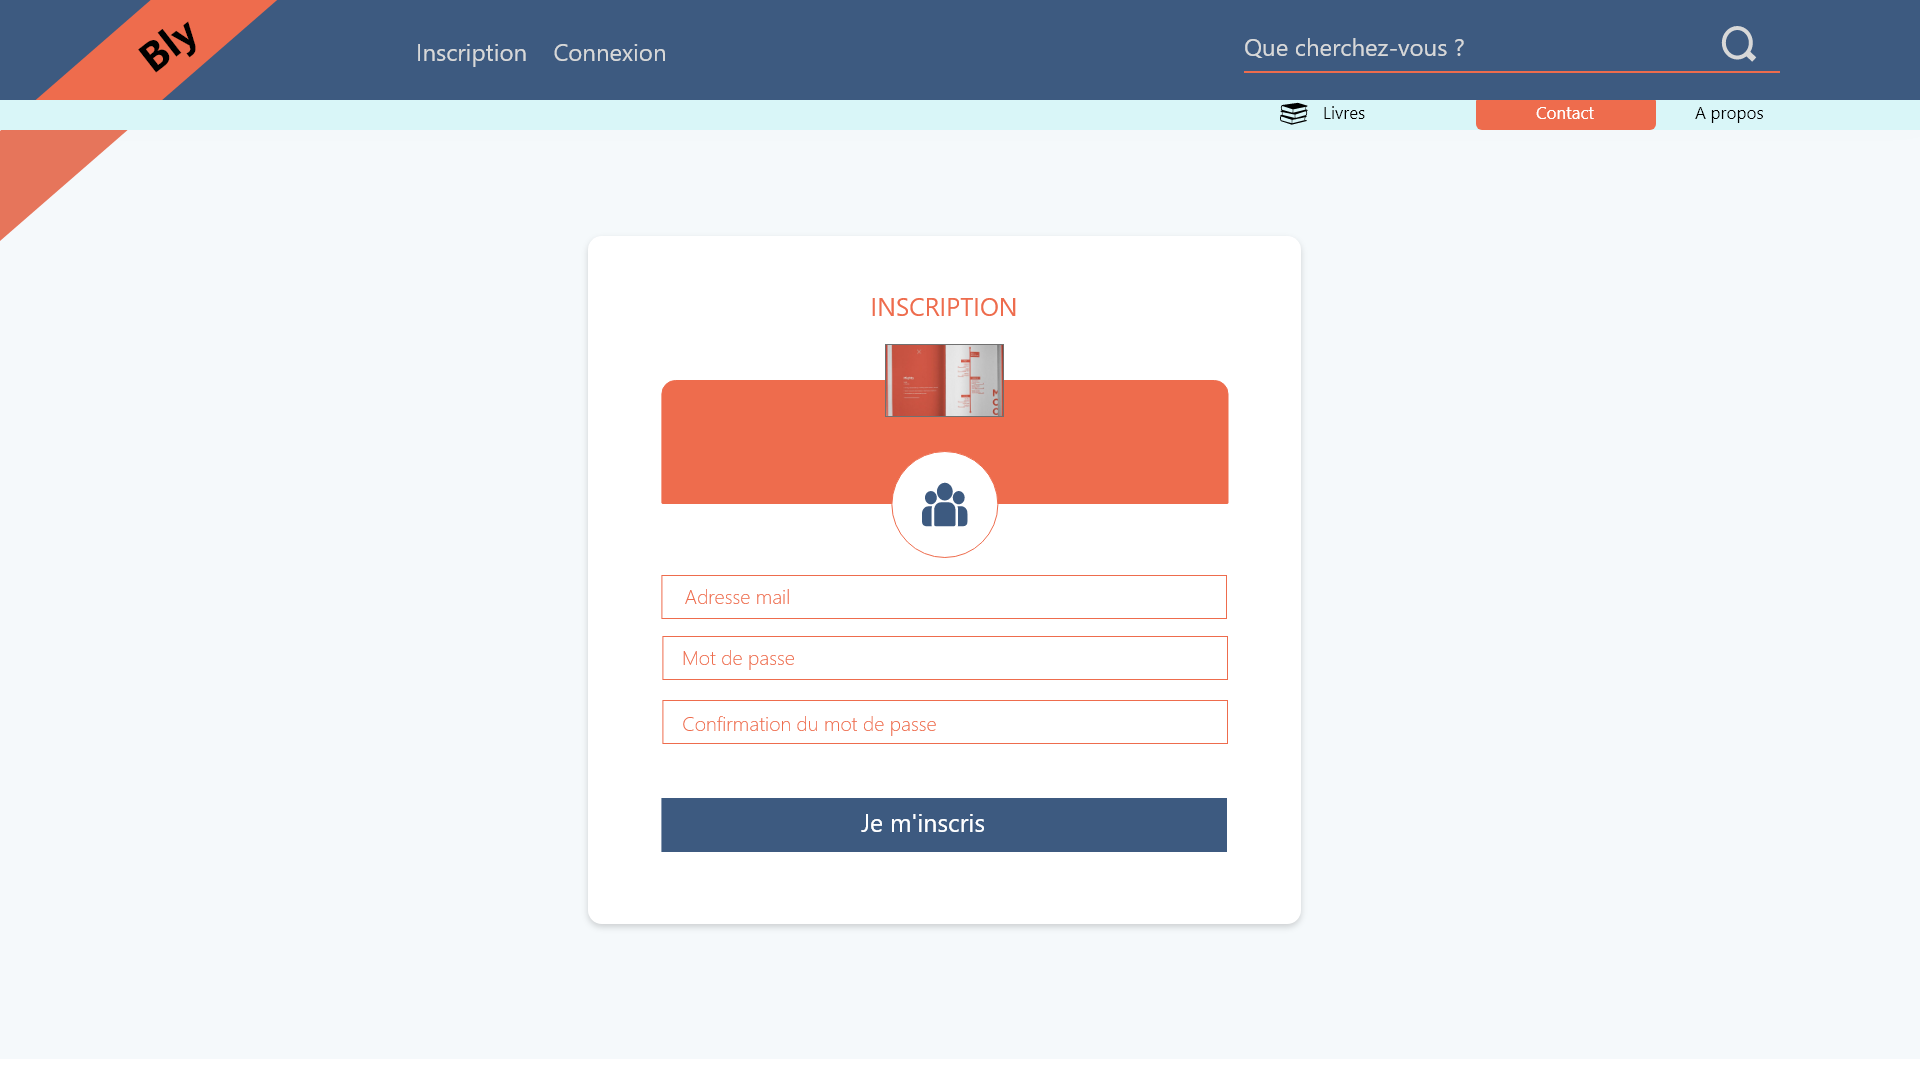 Bly
Inscription Connexion
Que cherchez-vous ?
Livres
Contact
A propos
INSCRIPTION
Adresse mail
Mot de passe
Confirmation du mot de passe
Je m'inscris